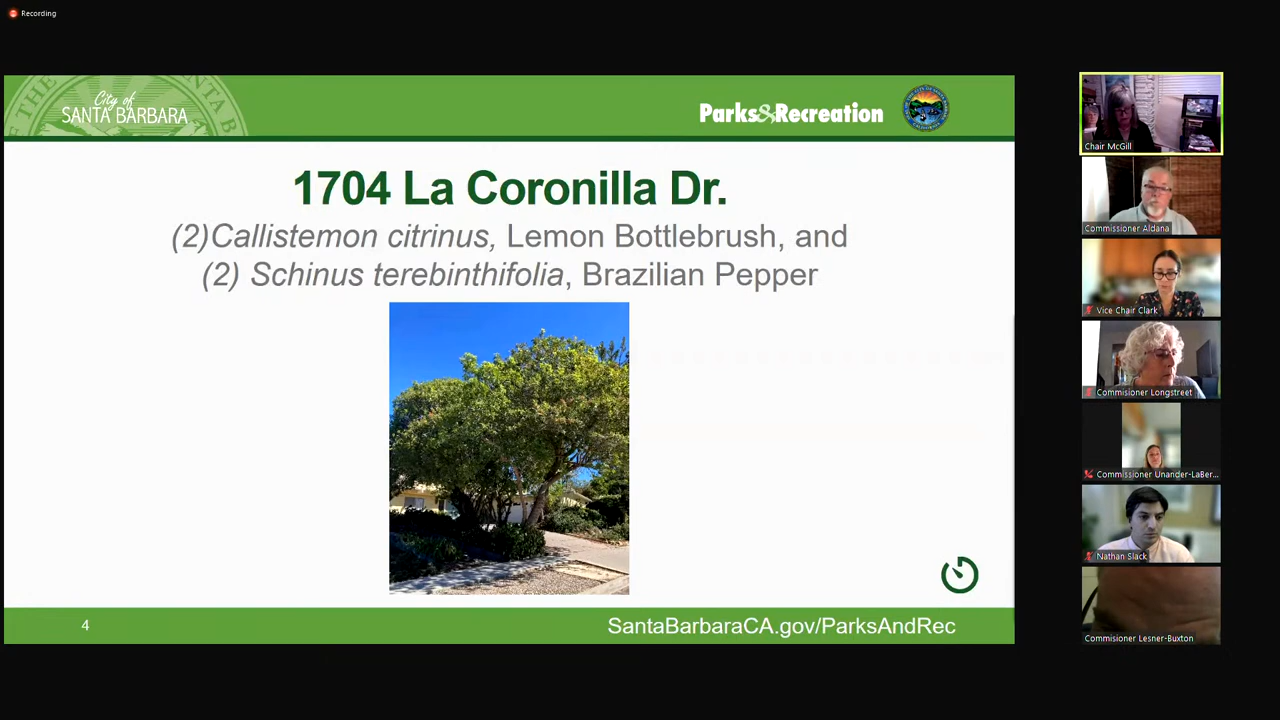 Recording
City of
SANTA BARBARA
Parks&Recreation
1704 La Coronilla Dr.
(2)Callistemon citrinus, Lemon Bottlebrush, and
(2) Schinus terebinthifolia, Brazilian Pepper
4
SantaBarbaraCA.gov/ParksAndRec
Chair McGill
Commissioner Aldana
Vice Chair Clark
Commisioner Longstreet
Commissioner Unander-LaBer...
Nathan Slack
Commisioner Lesner-Buxton